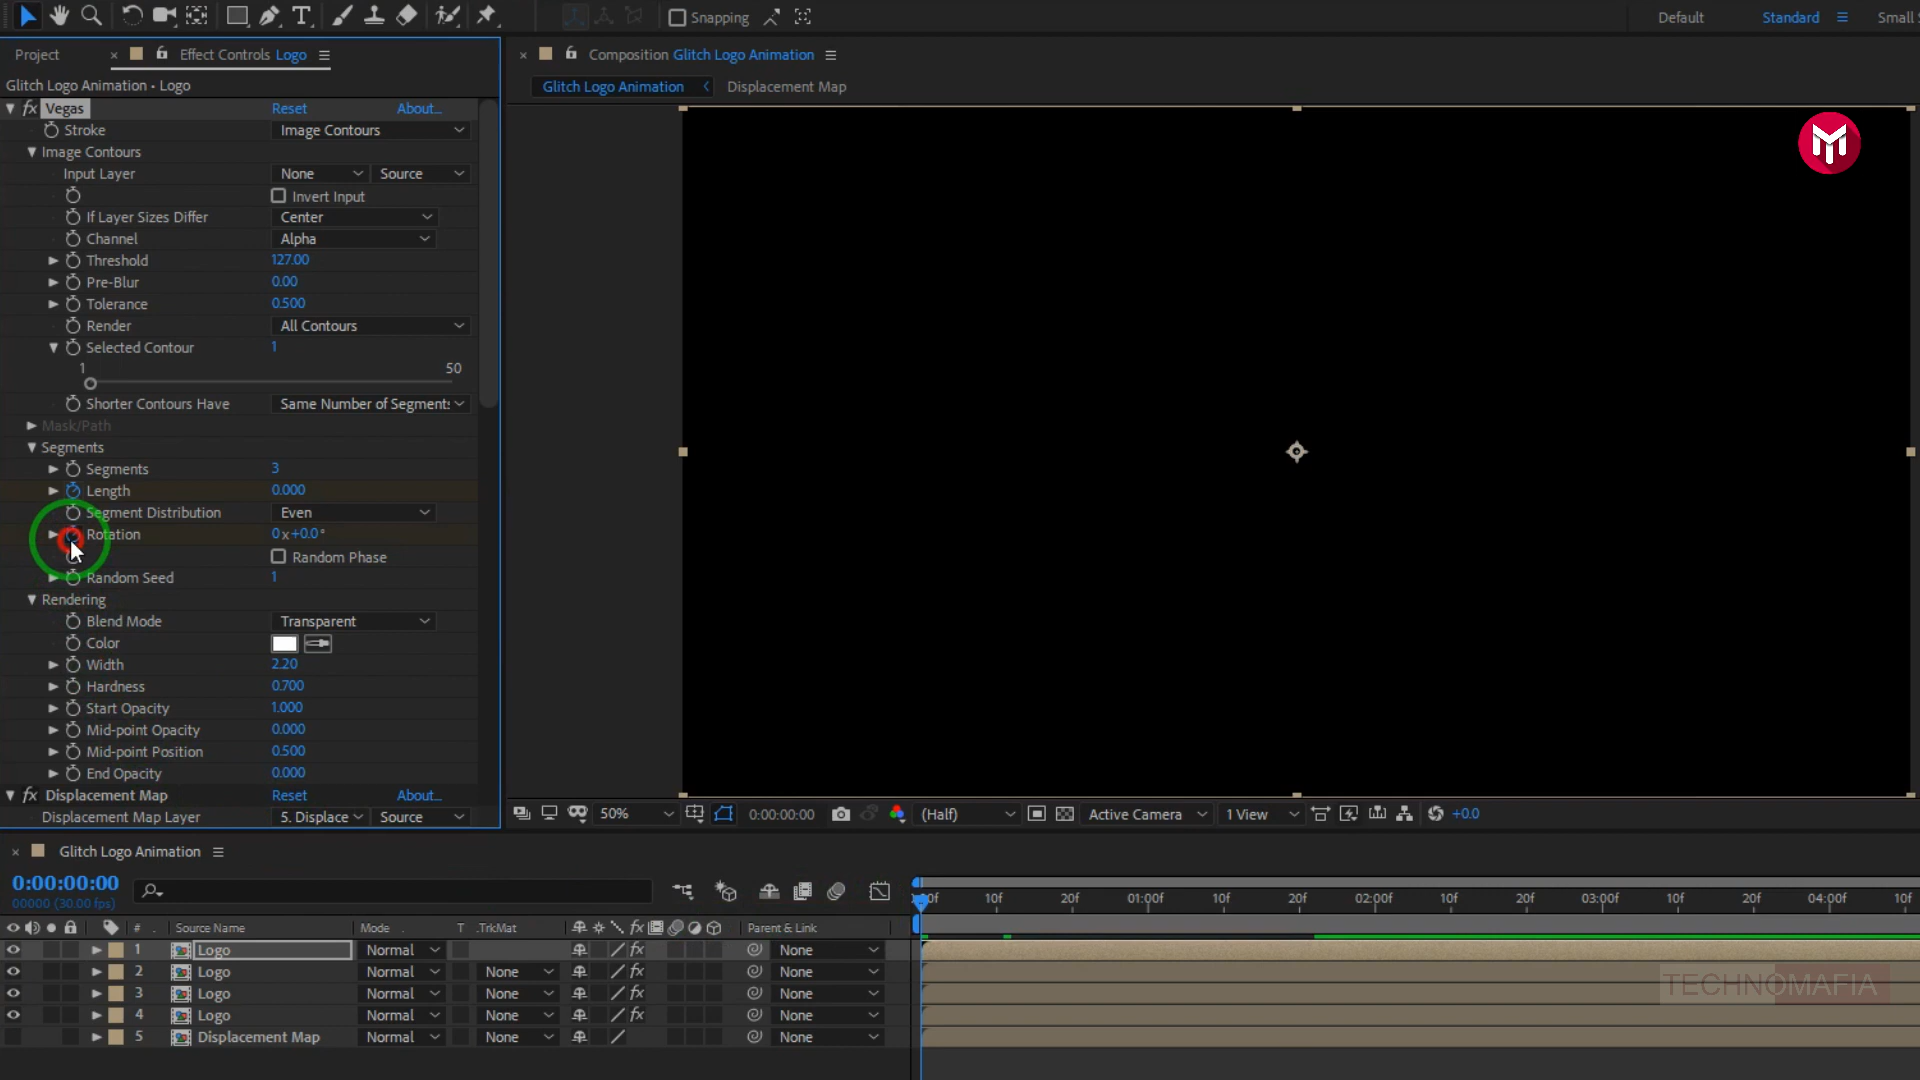 Snapping
Default
Standard
Small S
Project
Effect Controls Logo
Composition Glitch Logo Animation
Glitch Logo Animation • Logo
Glitch Logo Animation
Displacement Map
Vegas Reset About...
Stroke Image Contours
Image Contours
Input Layer None Source
Invert Input
If Layer Sizes Differ Center
Channel Alpha
Threshold 127.00
Pre-Blur 0.00
Tolerance 0.500
Render All Contours
Selected Contour 1
1 50
Shorter Contours Have Same Number of Segments
Mask/Path
Segments
Segments 3
Length 0.000
Segment Distribution Even
Rotation 0x+0.0°
Random Phase
Random Seed 1
Rendering
Blend Mode Transparent
Color
Width 2.20
Hardness 0.700
Start Opacity 1.000
Mid-point Opacity 0.000
Mid-point Position 0.500
End Opacity 0.000
fx Displacement Map Reset About...
Displacement Map Layer 5. Displace Source
50% 0:00:00:00 (Half) Active Camera 1 View +0.0
Glitch Logo Animation
0:00:00:00
00000 (30.00 fps)
10f 20f 01:00f 10f 20f 02:00f 10f 20f 03:00f 10f 20f 04:00f 10f
# Source Name Mode T .TrkMat fx Parent & Link
1 Logo Normal fx None
2 Logo Normal None fx None
3 Logo Normal None fx None
4 Logo Normal None fx None
5 Displacement Map Normal None None
TECHNOMAFIA